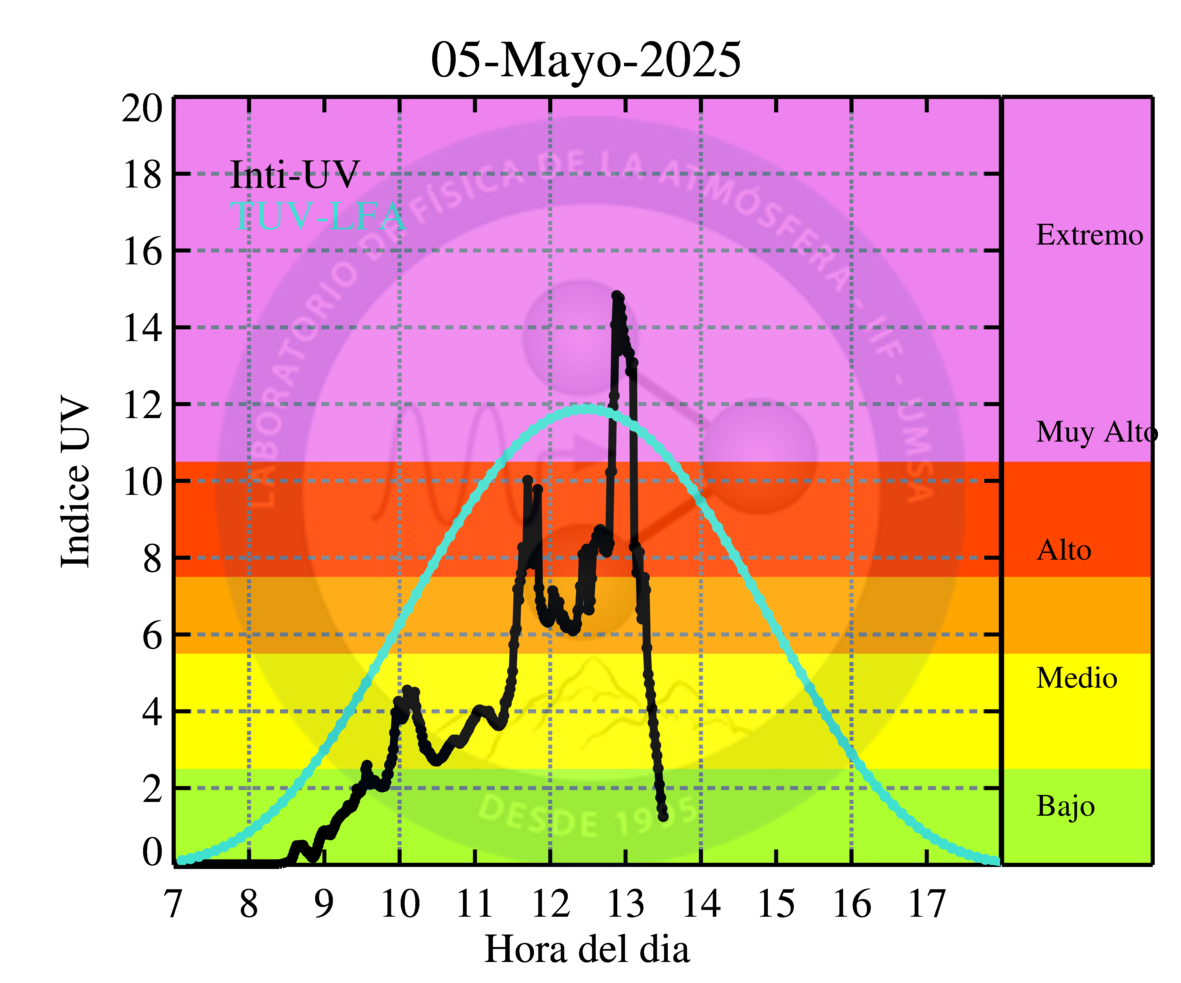 05-Mayo-2025
Inti-UV
TUV-LFA
LABORATORIO DE FÍSICA DE LA ATMÓSFERA - IIF - UMSA
DESDE 1995
Indice UV
20
18
16
14
12
10
8
6
4
2
0
Extremo
Muy Alto
Alto
Medio
Bajo
7 8 9 10 11 12 13 14 15 16 17
Hora del dia